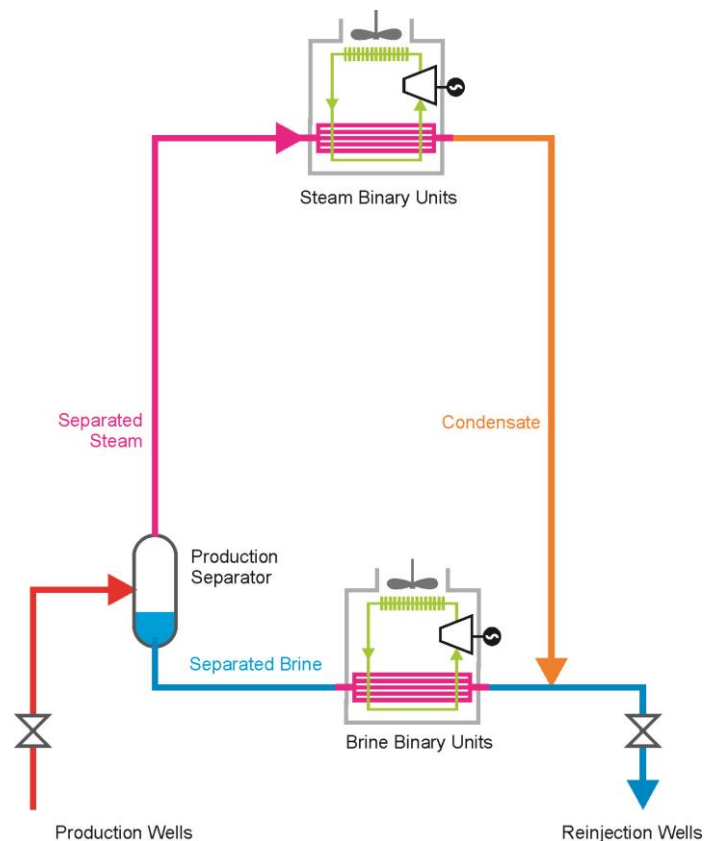 Steam Binary Units
Separated
Steam
Condensate
Production
Separator
Separated Brine
Brine Binary Units
Production Wells
Reinjection Wells